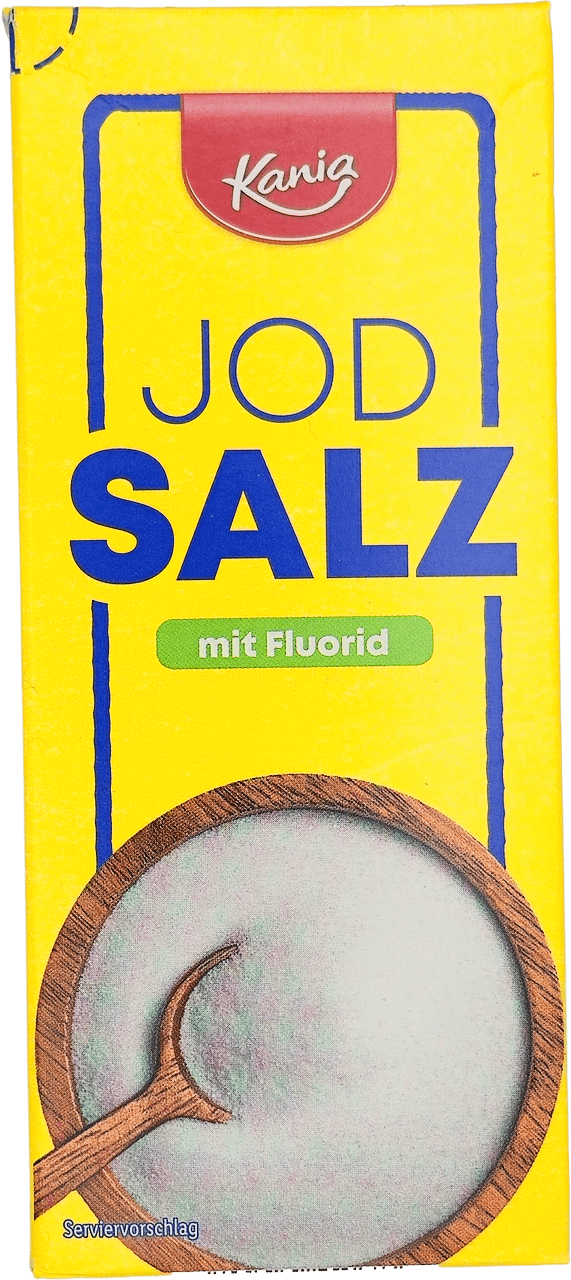 Kania
JOD
SALZ
mit Fluorid
Serviervorschlag